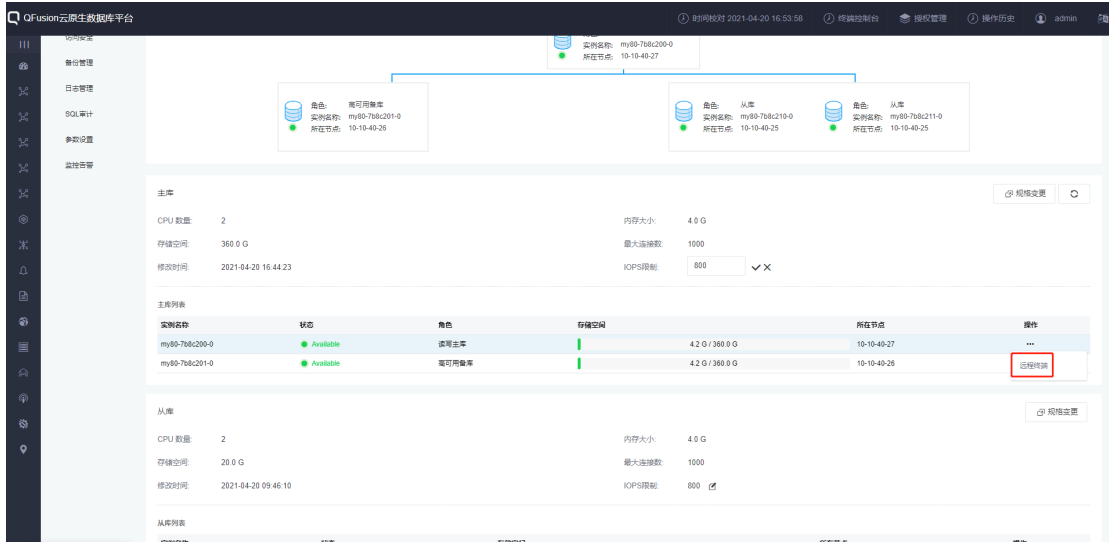 QFusion云原生数据库平台 时间校对 2021-04-20 16:53:58 终端控制台 授权管理 操作历史 admin
访问安全
备份管理
日志管理
SQL审计
参数设置
监控告警
实例名称: my80-7b8c200-0
所在节点: 10-10-40-27
角色: 高可用备库
实例名称: my80-7b8c201-0
所在节点: 10-10-40-26
角色: 从库
实例名称: my80-7b8c210-0
所在节点: 10-10-40-25
角色: 从库
实例名称: my80-7b8c211-0
所在节点: 10-10-40-25
主库 规格变更
CPU 数量: 2 内存大小: 4.0 G
存储空间: 360.0 G 最大连接数: 1000
修改时间: 2021-04-20 16:44:23 IOPS限制: 800
主库列表
实例名称 状态 角色 存储空间 所在节点 操作
my80-7b8c200-0 Available 读写主库 4.2 G / 360.0 G 10-10-40-27 ···
my80-7b8c201-0 Available 高可用备库 4.2 G / 360.0 G 10-10-40-26
远程终端
从库 规格变更
CPU 数量: 2 内存大小: 4.0 G
存储空间: 20.0 G 最大连接数: 1000
修改时间: 2021-04-20 09:46:10 IOPS限制: 800
从库列表